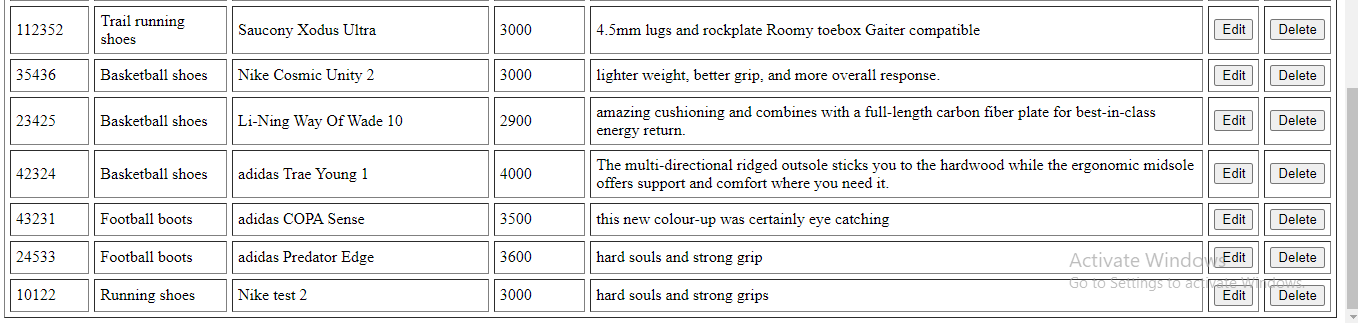 112352 Trail running shoes Saucony Xodus Ultra 3000 4.5mm lugs and rockplate Roomy toebox Gaiter compatible Edit Delete
35436 Basketball shoes Nike Cosmic Unity 2 3000 lighter weight, better grip, and more overall response. Edit Delete
23425 Basketball shoes Li-Ning Way Of Wade 10 2900 amazing cushioning and combines with a full-length carbon fiber plate for best-in-class
energy return. Edit Delete
42324 Basketball shoes adidas Trae Young 1 4000 The multi-directional ridged outsole sticks you to the hardwood while the ergonomic midsole
offers support and comfort where you need it. Edit Delete
43231 Football boots adidas COPA Sense 3500 this new colour-up was certainly eye catching Edit Delete
24533 Football boots adidas Predator Edge 3600 hard souls and strong grip Edit Delete
10122 Running shoes Nike test 2 3000 hard souls and strong grips Edit Delete
Activate Windows
Go to Settings to activate Windows.